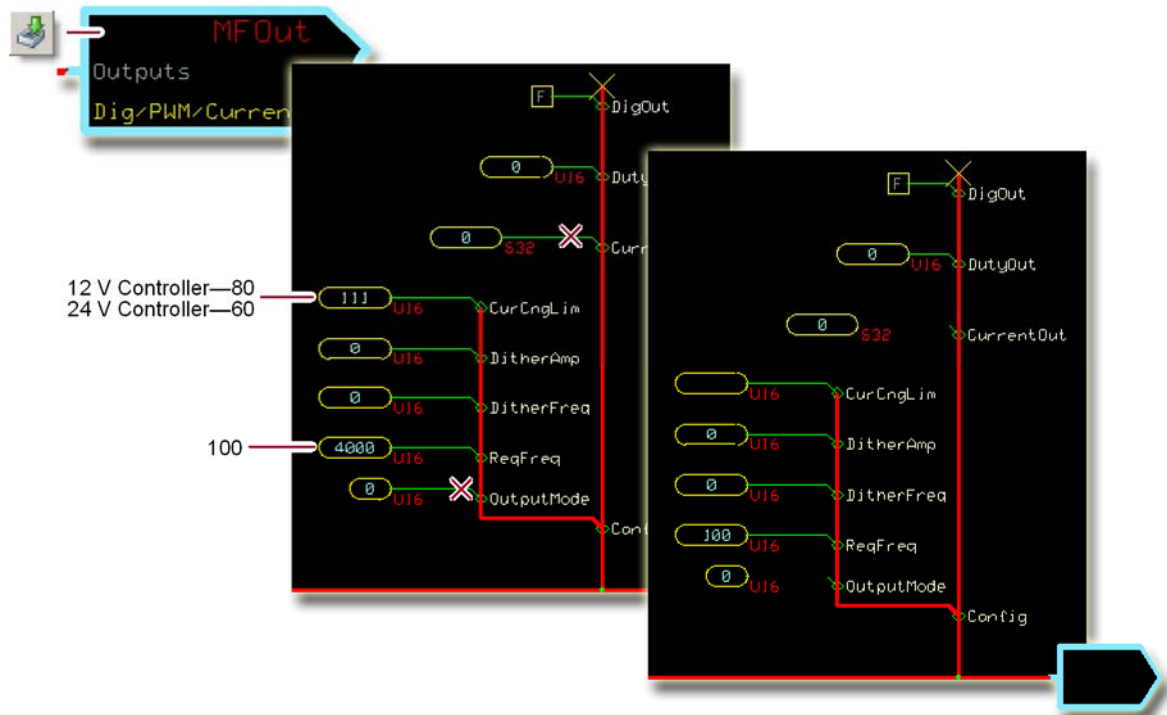 MFOut
Outputs
Dig/PWM/Curren
F
DigOut
0
U16
Duty
0
S32
Curr
12 V Controller—80
24 V Controller—60
111
U16
CurCngLim
0
U16
DitherAmp
0
U16
DitherFreq
100
4000
U16
ReqFreq
0
U16
OutputMode
Conf
F
DigOut
0
U16
DutyOut
0
S32
CurrentOut
U16
CurCngLim
0
U16
DitherAmp
0
U16
DitherFreq
100
U16
ReqFreq
0
U16
OutputMode
Config